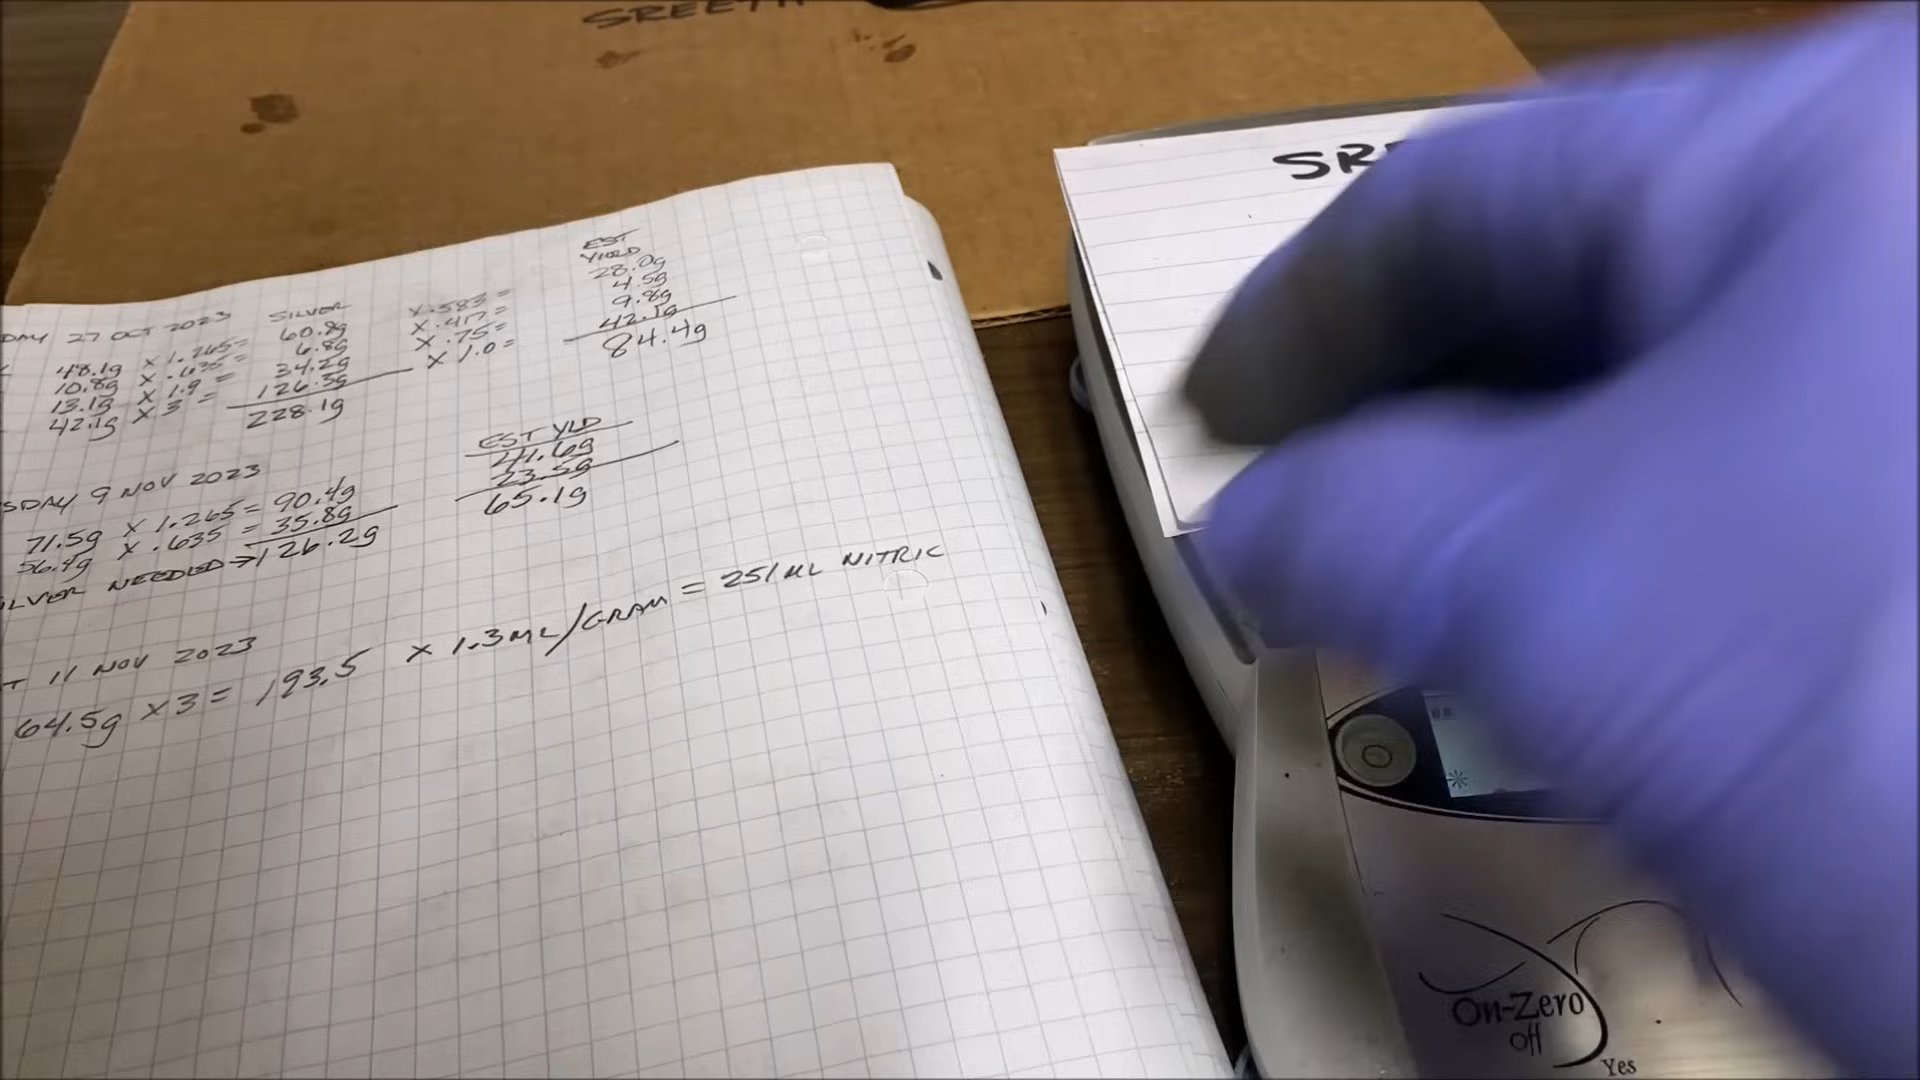 SREETH
SRE
EST
YIELD
DAY 27 OCT 2023 SILVER
48.1g x 1.265= 60.8g x .583 = 28.0g
10.8g x .635= 6.8g x .417= 4.5g
13.1g x 1.9 = 34.2g x .75= 9.8g
42.1g x 3 = 126.3g x 1.0= 42.1g
228.1g 84.4g
SDAY 9 NOV 2023 EST YLD
71.5g x 1.265= 90.4g 41.6g
56.4g x .635 = 35.8g 23.5g
ILVER NEEDED→126.2g 65.1g
T 11 NOV 2023
64.5g x3= 193.5 x 1.3ML/GRAM = 251ML NITRIC
On-Zero
Off
Yes